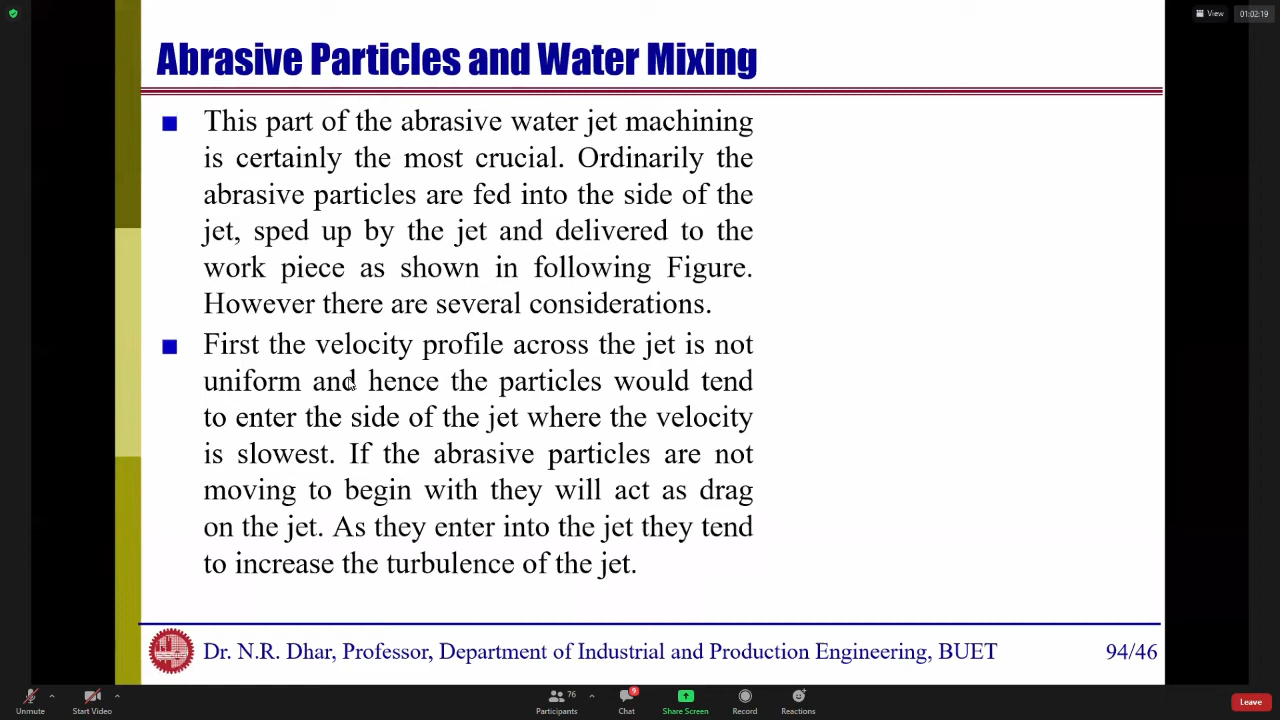 View
01:02:19
Abrasive Particles and Water Mixing
This part of the abrasive water jet machining
is certainly the most crucial. Ordinarily the
abrasive particles are fed into the side of the
jet, sped up by the jet and delivered to the
work piece as shown in following Figure.
However there are several considerations.
First the velocity profile across the jet is not
uniform and hence the particles would tend
to enter the side of the jet where the velocity
is slowest. If the abrasive particles are not
moving to begin with they will act as drag
on the jet. As they enter into the jet they tend
to increase the turbulence of the jet.
Dr. N.R. Dhar, Professor, Department of Industrial and Production Engineering, BUET
94/46
Unmute
Start Video
76
Participants
9
Chat
Share Screen
Record
Reactions
Leave